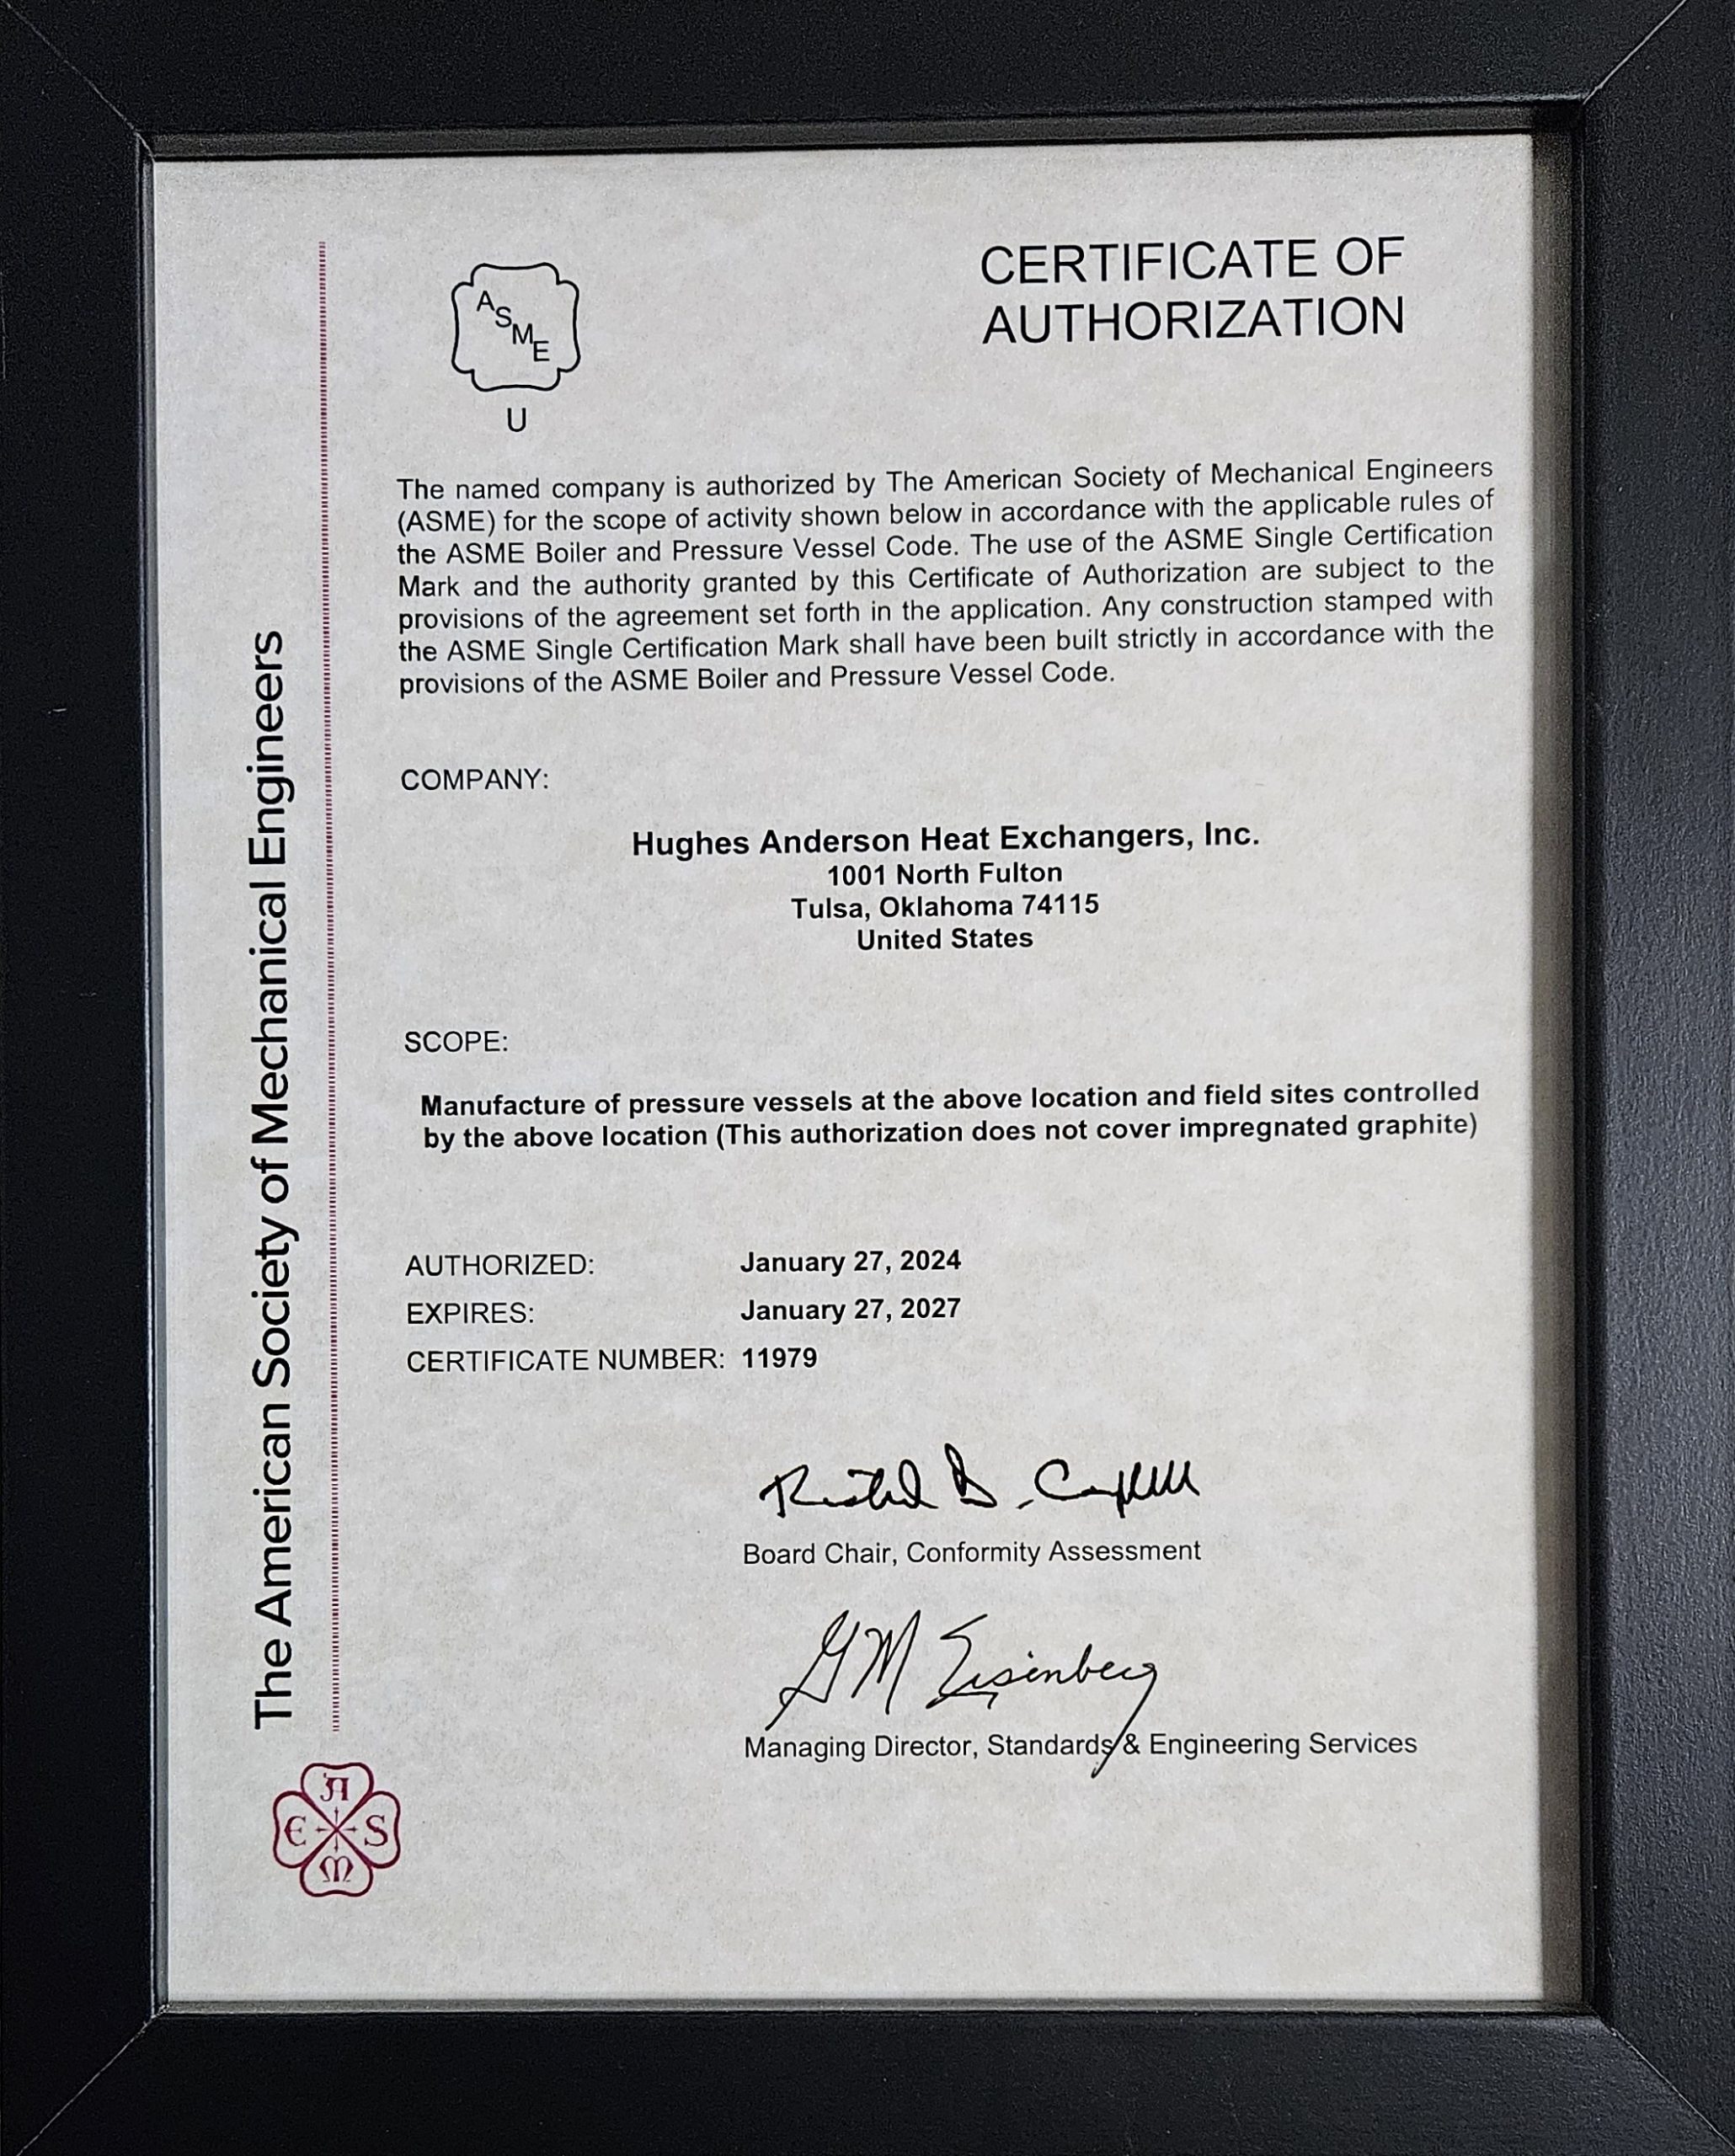 The American Society of Mechanical Engineers
ASME
U
CERTIFICATE OF
AUTHORIZATION
The named company is authorized by The American Society of Mechanical Engineers
(ASME) for the scope of activity shown below in accordance with the applicable rules of
the ASME Boiler and Pressure Vessel Code. The use of the ASME Single Certification
Mark and the authority granted by this Certificate of Authorization are subject to the
provisions of the agreement set forth in the application. Any construction stamped with
the ASME Single Certification Mark shall have been built strictly in accordance with the
provisions of the ASME Boiler and Pressure Vessel Code.
COMPANY:
Hughes Anderson Heat Exchangers, Inc.
1001 North Fulton
Tulsa, Oklahoma 74115
United States
SCOPE:
Manufacture of pressure vessels at the above location and field sites controlled
by the above location (This authorization does not cover impregnated graphite)
AUTHORIZED: January 27, 2024
EXPIRES: January 27, 2027
CERTIFICATE NUMBER: 11979
Board Chair, Conformity Assessment
GM Eisenberg
Managing Director, Standards & Engineering Services
ASME